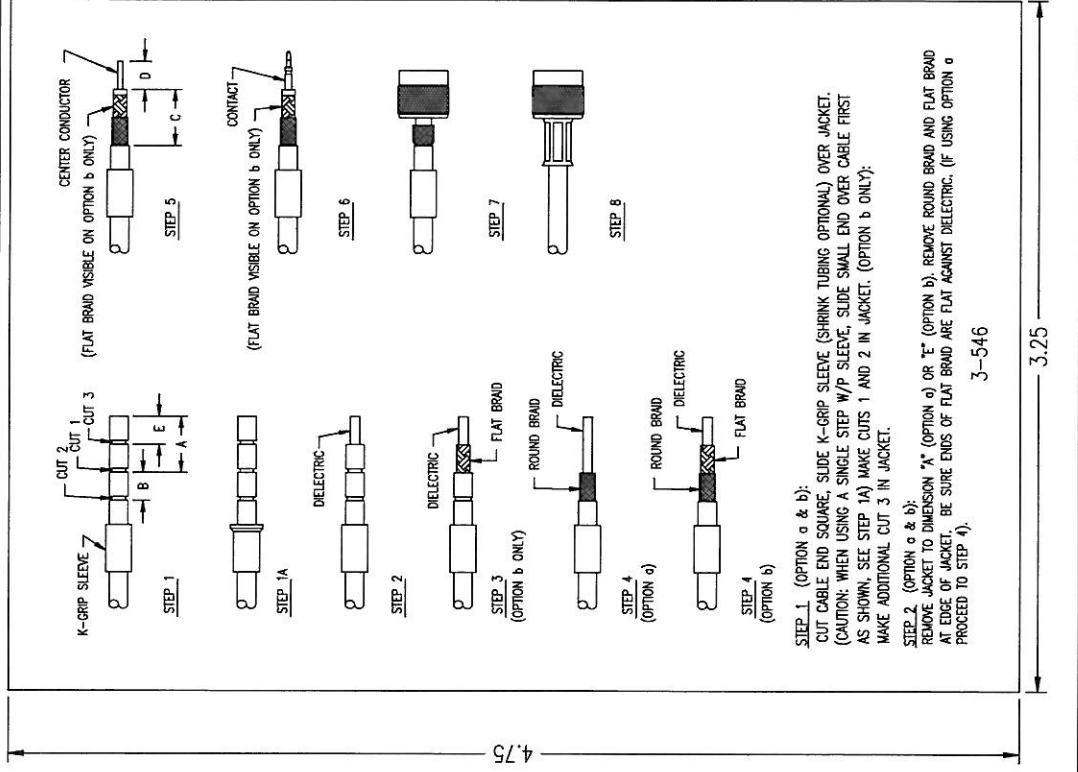 K-GRIP SLEEVE
CUT 2
CUT 1
CUT 3
B
E
A
STEP 1
STEP 1A
DIELECTRIC
STEP 2
DIELECTRIC
FLAT BRAID
STEP 3
(OPTION b ONLY)
ROUND BRAID
DIELECTRIC
STEP 4
(OPTION a)
ROUND BRAID
DIELECTRIC
FLAT BRAID
STEP 4
(OPTION b)
CENTER CONDUCTOR
(FLAT BRAID VISIBLE ON OPTION b ONLY)
D
C
STEP 5
CONTACT
(FLAT BRAID VISIBLE ON OPTION b ONLY)
STEP 6
STEP 7
STEP 8
STEP 1 (OPTION a & b):
CUT CABLE END SQUARE, SLIDE K-GRIP SLEEVE (SHRINK TUBING OPTIONAL) OVER JACKET.
(CAUTION: WHEN USING A SINGLE STEP W/P SLEEVE, SLIDE SMALL END OVER CABLE FIRST
AS SHOWN, SEE STEP 1A) MAKE CUTS 1 AND 2 IN JACKET. (OPTION b ONLY):
MAKE ADDITIONAL CUT 3 IN JACKET.
STEP 2 (OPTION a & b):
REMOVE JACKET TO DIMENSION "A" (OPTION a) OR "E" (OPTION b). REMOVE ROUND BRAID AND FLAT BRAID
AT EDGE OF JACKET. BE SURE ENDS OF FLAT BRAID ARE FLAT AGAINST DIELECTRIC. (IF USING OPTION a
PROCEED TO STEP 4).
3-546
3.25
4.75